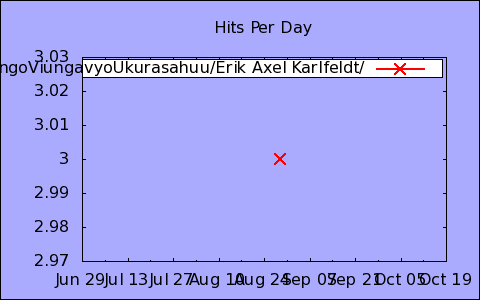 Hits Per Day
3.03
ngoViungavyoUkurasahuu/Erik Axel Karlfeldt/
3.02
3.01
3
2.99
2.98
2.97
Jun 29 Jul 13 Jul 27 Aug 10 Aug 24 Sep 07 Sep 21 Oct 05 Oct 19